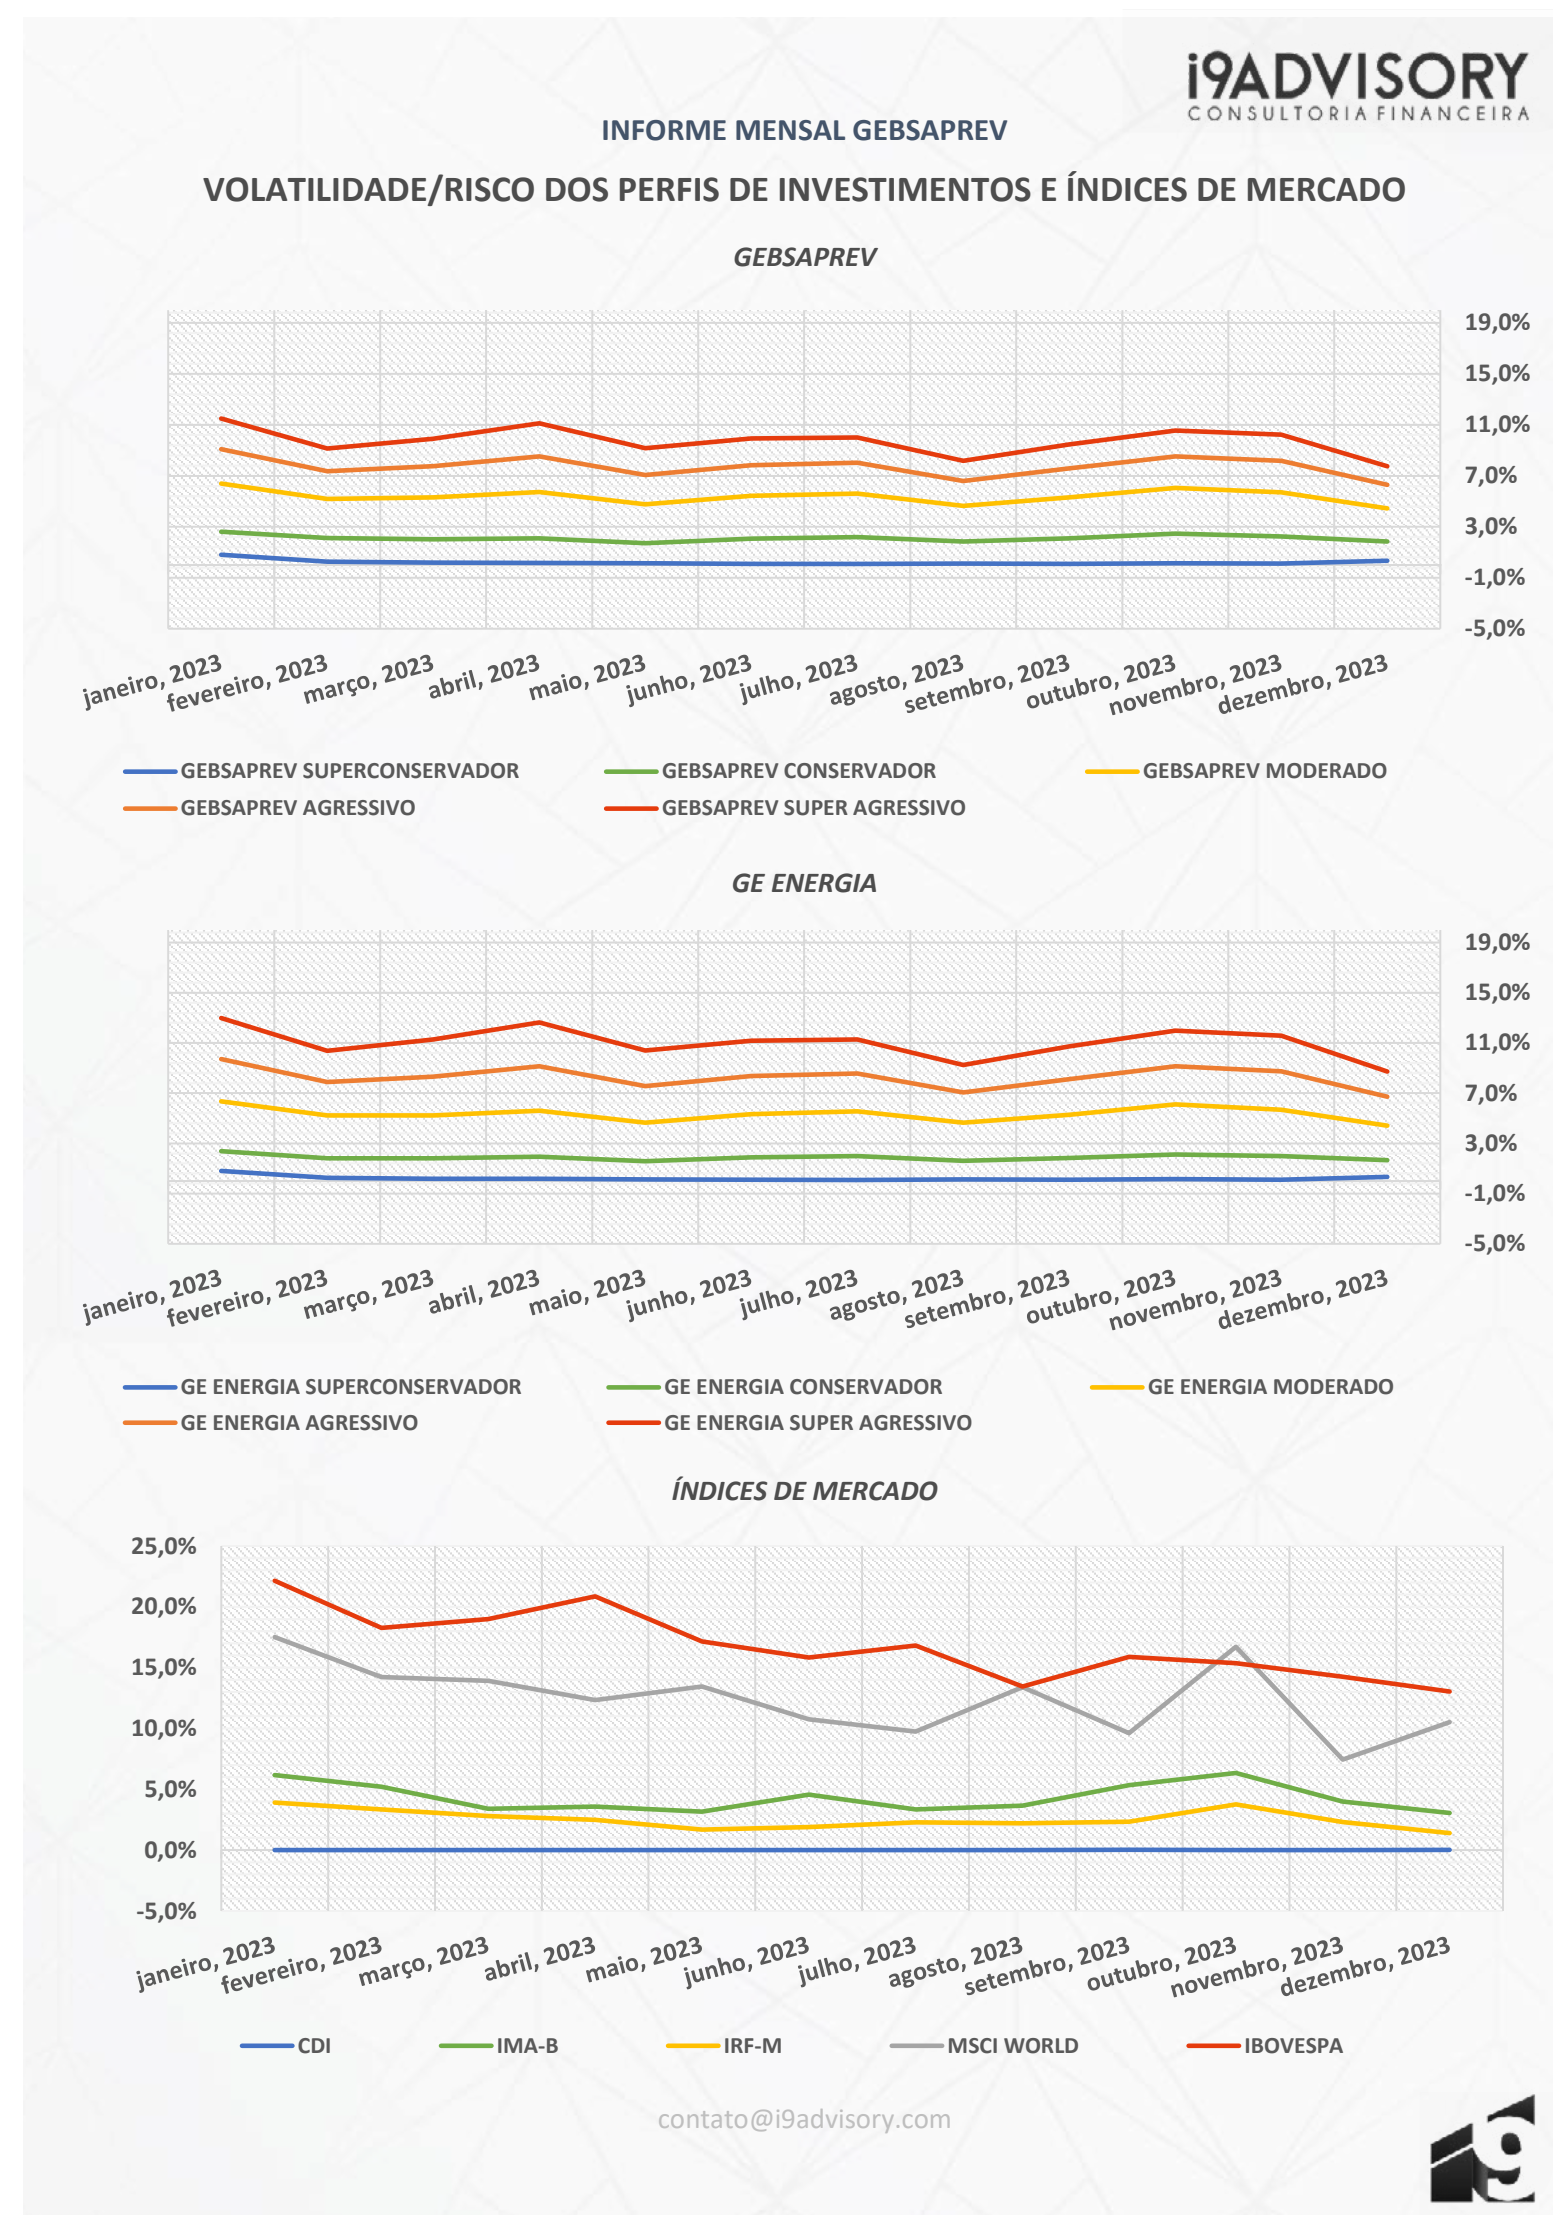 i9ADVISORY
CONSULTORIA FINANCEIRA
INFORME MENSAL GEBSAPREV
VOLATILIDADE/RISCO DOS PERFIS DE INVESTIMENTOS E ÍNDICES DE MERCADO
GEBSAPREV
19,0%
15,0%
11,0%
7,0%
3,0%
-1,0%
-5,0%
janeiro, 2023
fevereiro, 2023
março, 2023
abril, 2023
maio, 2023
junho, 2023
julho, 2023
agosto, 2023
setembro, 2023
outubro, 2023
novembro, 2023
dezembro, 2023
GEBSAPREV SUPERCONSERVADOR
GEBSAPREV CONSERVADOR
GEBSAPREV MODERADO
GEBSAPREV AGRESSIVO
GEBSAPREV SUPER AGRESSIVO
GE ENERGIA
19,0%
15,0%
11,0%
7,0%
3,0%
-1,0%
-5,0%
janeiro, 2023
fevereiro, 2023
março, 2023
abril, 2023
maio, 2023
junho, 2023
julho, 2023
agosto, 2023
setembro, 2023
outubro, 2023
novembro, 2023
dezembro, 2023
GE ENERGIA SUPERCONSERVADOR
GE ENERGIA CONSERVADOR
GE ENERGIA MODERADO
GE ENERGIA AGRESSIVO
GE ENERGIA SUPER AGRESSIVO
ÍNDICES DE MERCADO
25,0%
20,0%
15,0%
10,0%
5,0%
0,0%
-5,0%
janeiro, 2023
fevereiro, 2023
março, 2023
abril, 2023
maio, 2023
junho, 2023
julho, 2023
agosto, 2023
setembro, 2023
outubro, 2023
novembro, 2023
dezembro, 2023
CDI
IMA-B
IRF-M
MSCI WORLD
IBOVESPA
contato@i9advisory.com
i9